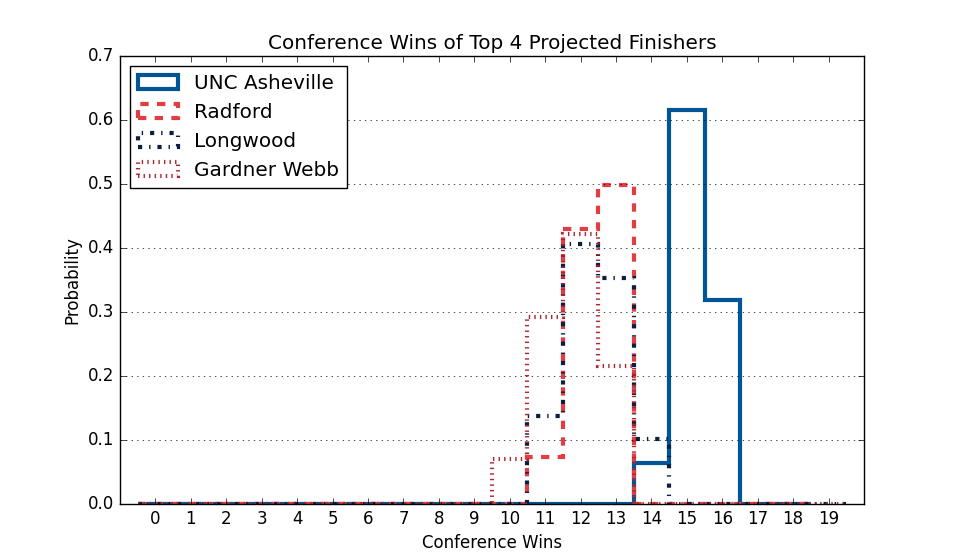 Conference Wins of Top 4 Projected Finishers
0.7
0.6
0.5
0.4
0.3
0.2
0.1
0.0
Probability
UNC Asheville
Radford
Longwood
Gardner Webb
0 1 2 3 4 5 6 7 8 9 10 11 12 13 14 15 16 17 18 19
Conference Wins